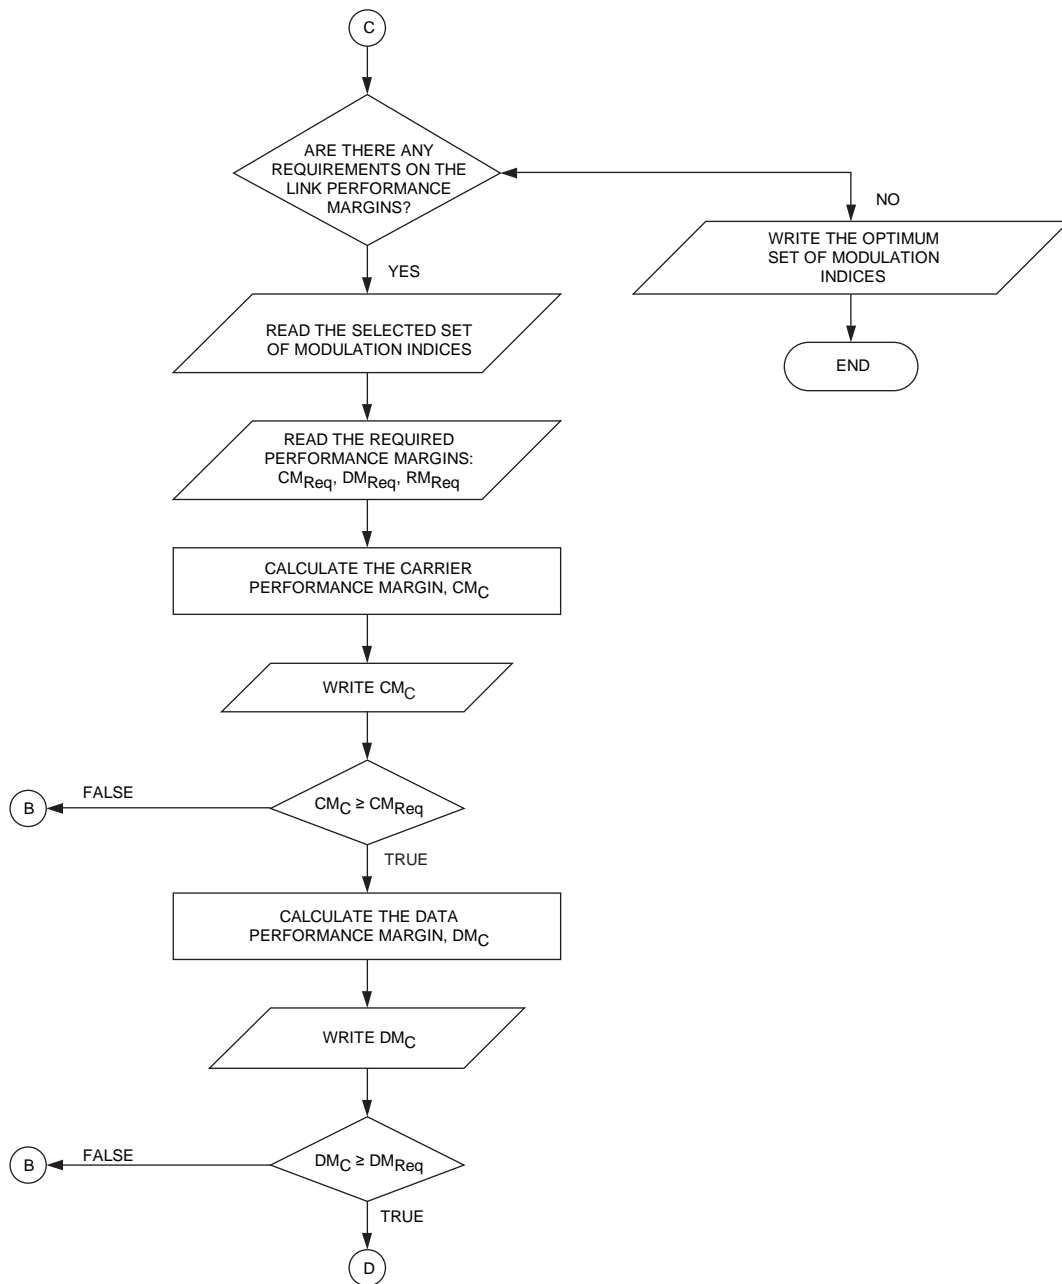 C
ARE THERE ANY
REQUIREMENTS ON THE
LINK PERFORMANCE
MARGINS?
NO
WRITE THE OPTIMUM
SET OF MODULATION
INDICES
END
YES
READ THE SELECTED SET
OF MODULATION INDICES
READ THE REQUIRED
PERFORMANCE MARGINS:
CMReq, DMReq, RMReq
CALCULATE THE CARRIER
PERFORMANCE MARGIN, CMC
WRITE CMC
FALSE
B
CMC ≥ CMReq
TRUE
CALCULATE THE DATA
PERFORMANCE MARGIN, DMC
WRITE DMC
FALSE
B
DMC ≥ DMReq
TRUE
D